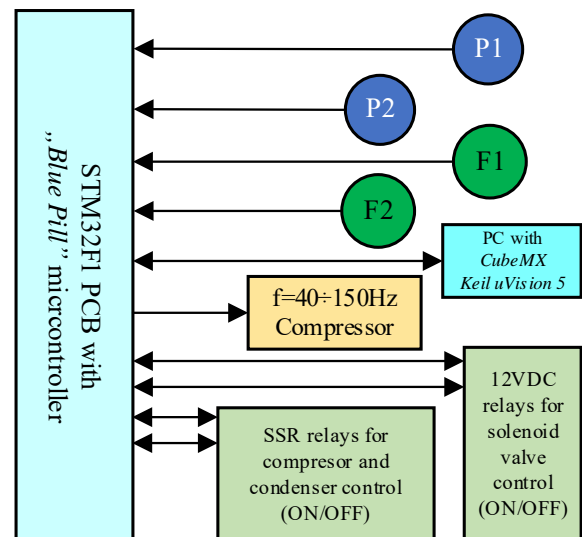 STM32F1 PCB with
„Blue Pill” micrcontroller
P1
P2
F1
F2
PC with
CubeMX
Keil uVision 5
f=40÷150Hz
Compressor
12VDC
relays for
solenoid
valve
control
(ON/OFF)
SSR relays for
compresor and
condenser control
(ON/OFF)